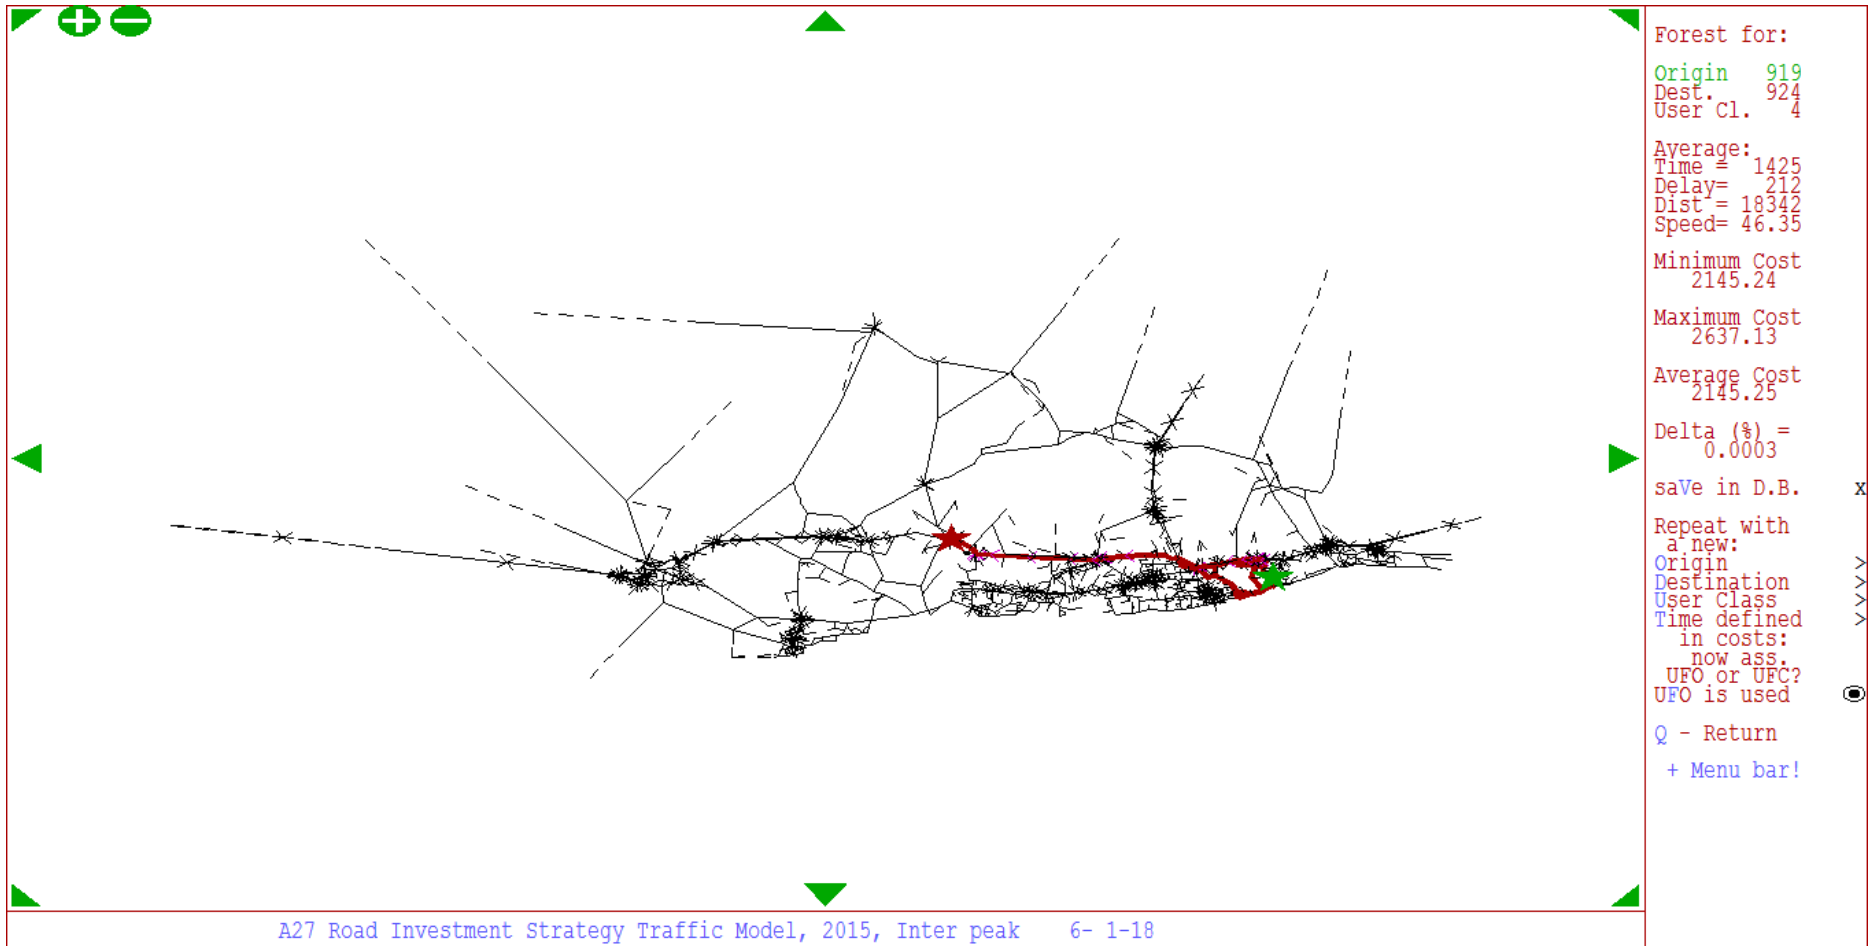 Forest for:
Origin 919
Dest. 924
User Cl. 4
Average:
Time = 1425
Delay= 212
Dist = 18342
Speed= 46.35
Minimum Cost
2145.24
Maximum Cost
2637.13
Average Cost
2145.25
Delta (%) =
0.0003
saVe in D.B. x
Repeat with
a new:
Origin >
Destination >
User Class >
Time defined >
in costs:
now ass.
UFO or UFC?
UFO is used
Q - Return
+ Menu bar!
A27 Road Investment Strategy Traffic Model, 2015, Inter peak 6- 1-18